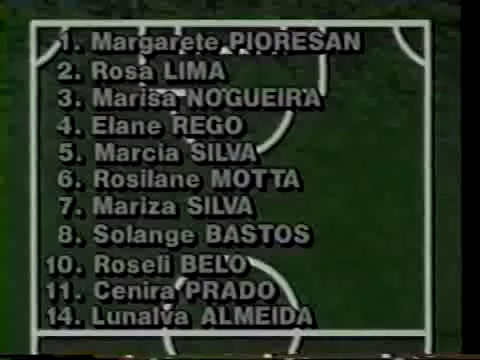 1. Margarete PIORESAN
2. Rosa LIMA
3. Marisa NOGUEIRA
4. Elane REGO
5. Marcia SILVA
6. Rosilane MOTTA
7. Mariza SILVA
8. Solange BASTOS
10. Roseli BELO
11. Cenira PRADO
14. Lunalva ALMEIDA